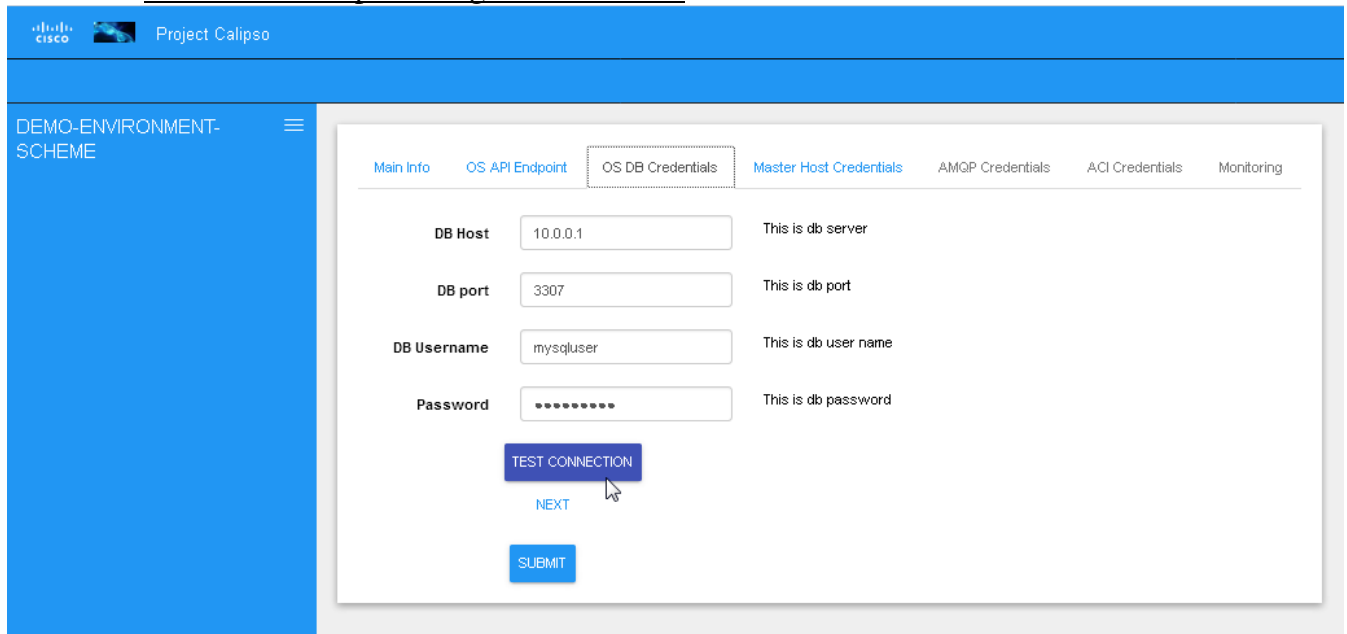 cisco Project Calipso
DEMO-ENVIRONMENT-
SCHEME
Main Info OS API Endpoint OS DB Credentials Master Host Credentials AMQP Credentials ACI Credentials Monitoring
DB Host 10.0.0.1 This is db server
DB port 3307 This is db port
DB Username mysqluser This is db user name
Password ••••••••• This is db password
TEST CONNECTION
NEXT
SUBMIT